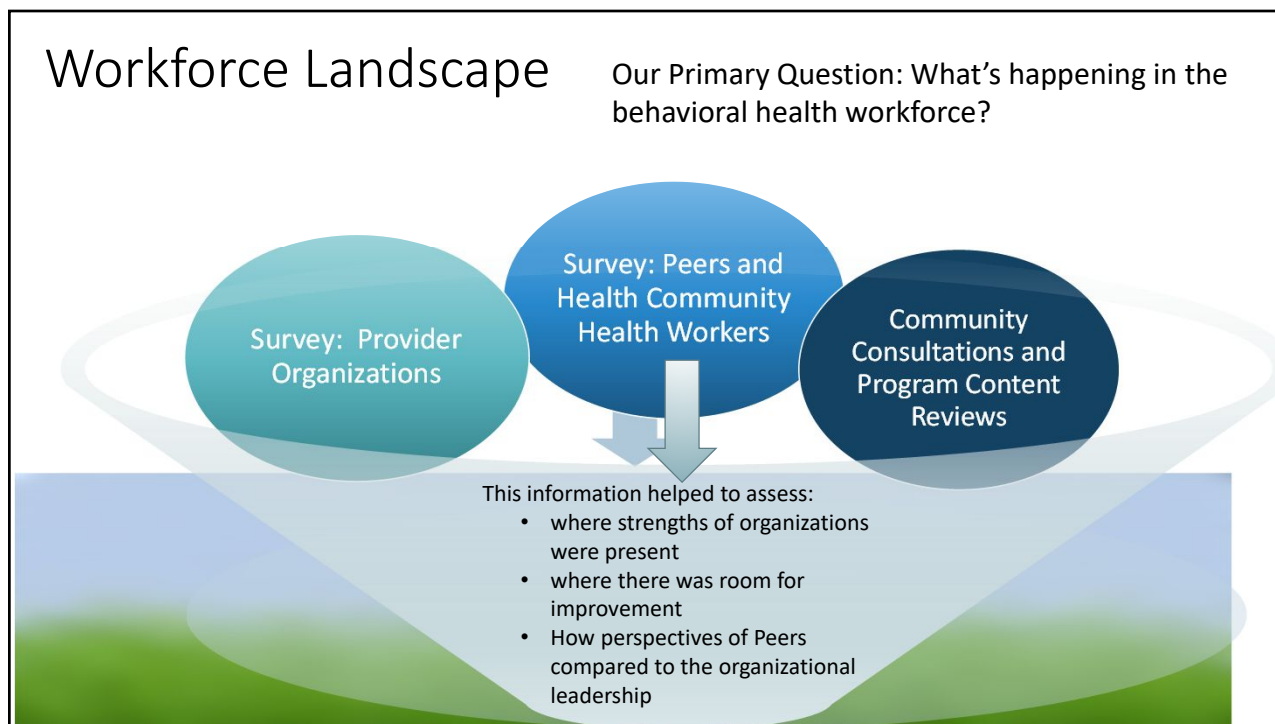 Workforce Landscape
Our Primary Question: What's happening in the
behavioral health workforce?
Survey: Provider
Organizations
Survey: Peers and
Health Community
Health Workers
Community
Consultations and
Program Content
Reviews
This information helped to assess:
• where strengths of organizations
were present
• where there was room for
improvement
• How perspectives of Peers
compared to the organizational
leadership